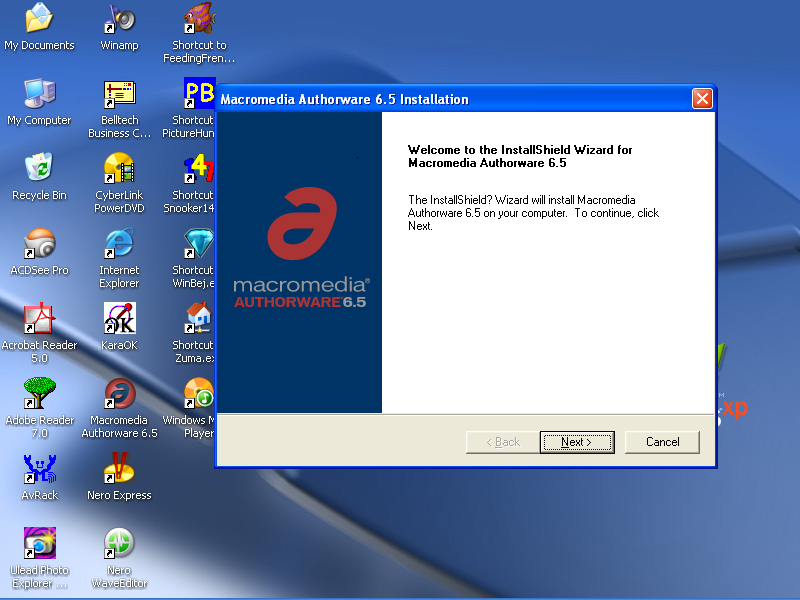 My Documents
Winamp
Shortcut to
FeedingFren...
My Computer
Belltech
Business C...
PB
Shortcut
PictureHun
Recycle Bin
CyberLink
PowerDVD
Shortcut
Snooker14
ACDSee Pro
Internet
Explorer
Shortcut
WinBej.e
Acrobat Reader
5.0
OK
KaraOK
Shortcut
Zuma.ex
Adobe Reader
7.0
Macromedia
Authorware 6.5
Windows M
Player
AvRack
Nero Express
Ulead Photo
Explorer ...
Nero
WaveEditor
Macromedia Authorware 6.5 Installation
macromedia®
AUTHORWARE 6.5
Welcome to the InstallShield Wizard for
Macromedia Authorware 6.5
The InstallShield? Wizard will install Macromedia
Authorware 6.5 on your computer. To continue, click
Next.
< Back
Next >
Cancel
xp